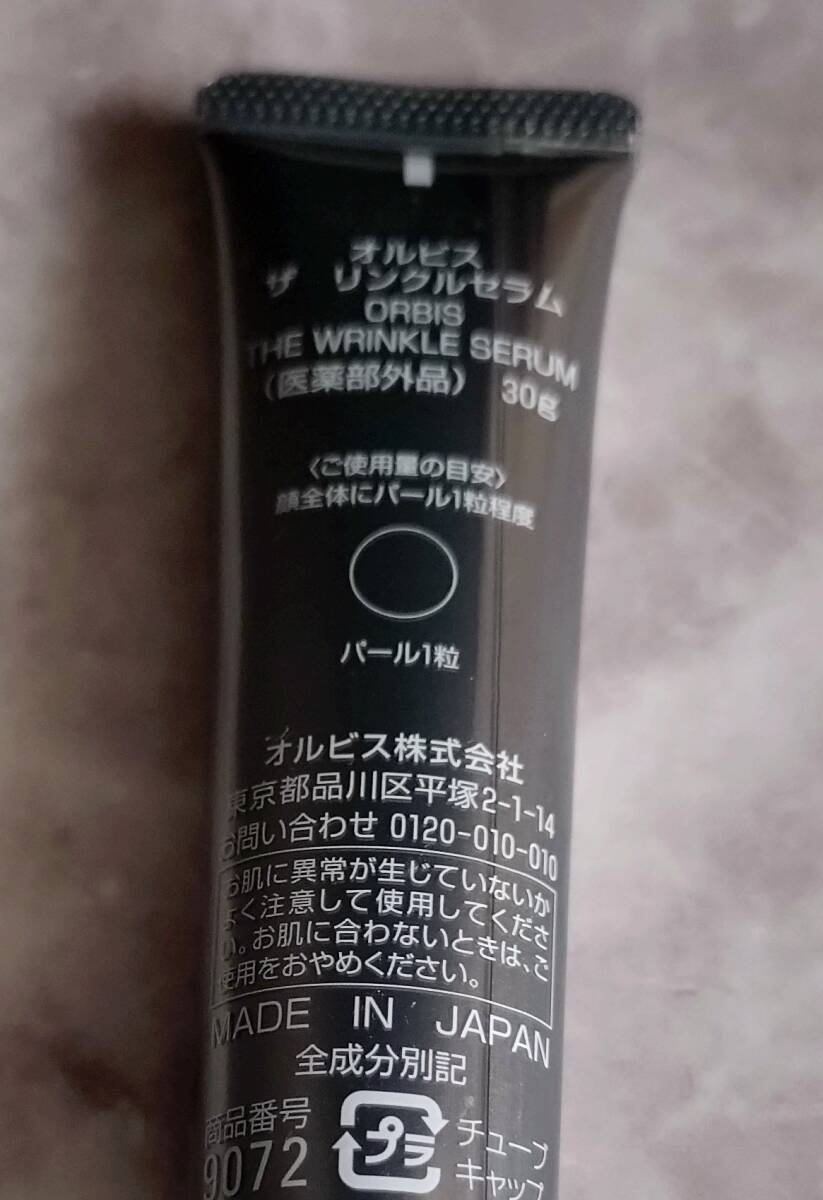 オルビス
ザ リンクルセラム
ORBIS
THE WRINKLE SERUM
(医薬部外品) 30g
〈ご使用量の目安〉
顔全体にパール1粒程度
パール1粒
オルビス株式会社
東京都品川区平塚2-1-14
お問い合わせ 0120-010-010
お肌に異常が生じていないか
よく注意して使用してくださ
い。お肌に合わないときは、ご
使用をおやめください。
MADE IN JAPAN
全成分別記
商品番号
9072
プラ
チューブ
キャップ